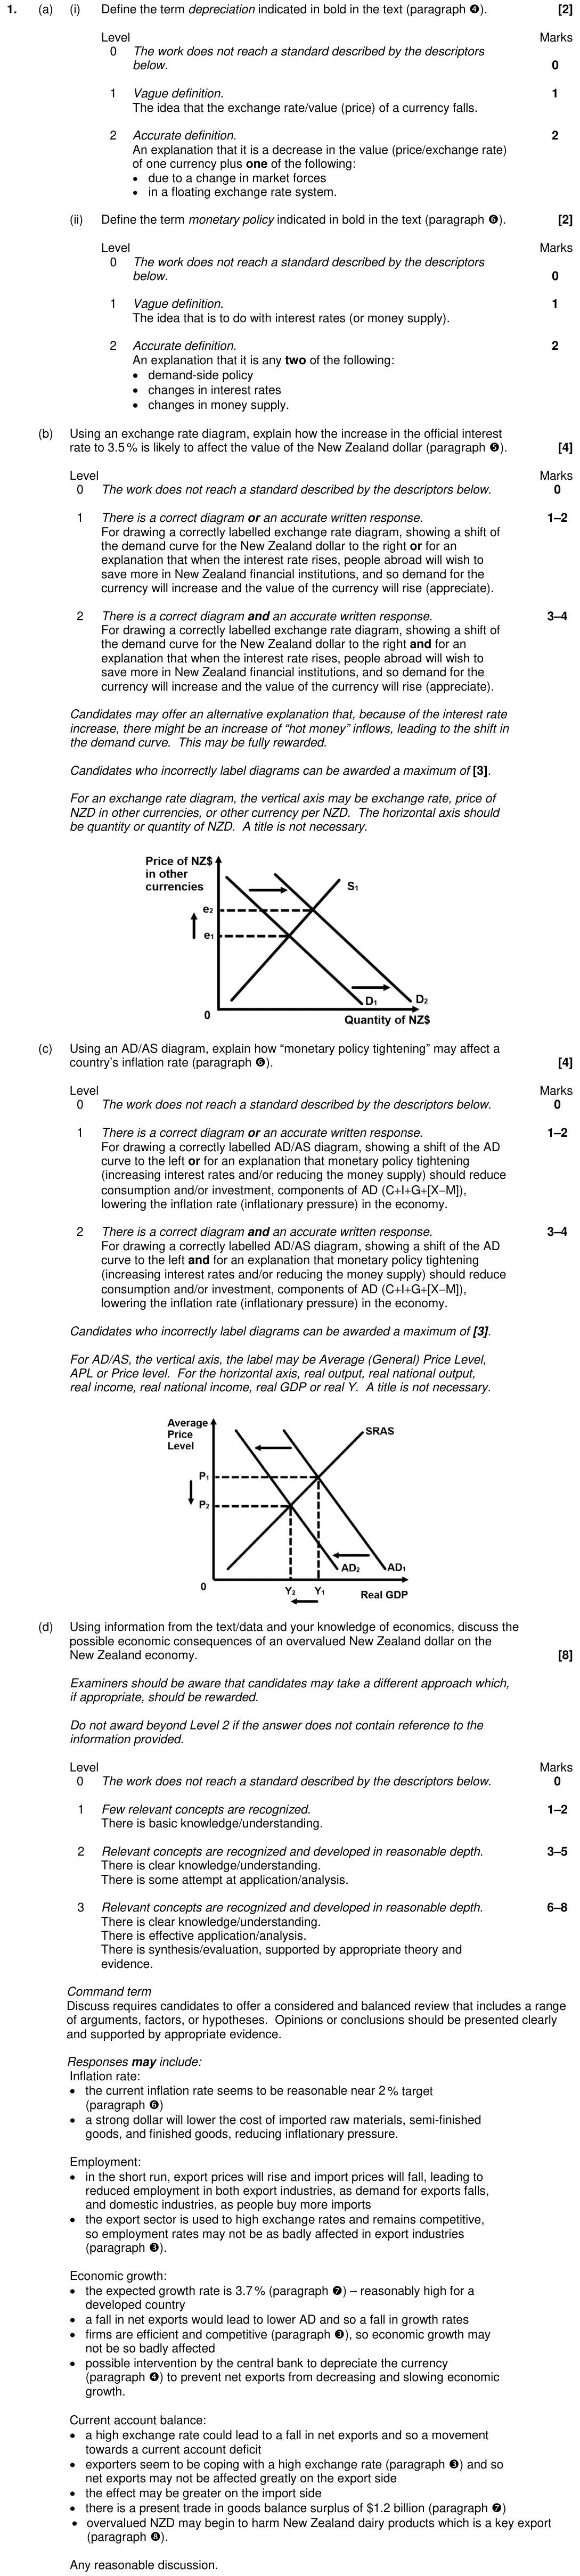 1. (a) (i) Define the term depreciation indicated in bold in the text (paragraph ❹). [2]
Level Marks
0 The work does not reach a standard described by the descriptors
below. 0
1 Vague definition. 1
The idea that the exchange rate/value (price) of a currency falls.
2 Accurate definition. 2
An explanation that it is a decrease in the value (price/exchange rate)
of one currency plus one of the following:
• due to a change in market forces
• in a floating exchange rate system.
(ii) Define the term monetary policy indicated in bold in the text (paragraph ❻). [2]
Level Marks
0 The work does not reach a standard described by the descriptors
below. 0
1 Vague definition. 1
The idea that is to do with interest rates (or money supply).
2 Accurate definition. 2
An explanation that it is any two of the following:
• demand-side policy
• changes in interest rates
• changes in money supply.
(b) Using an exchange rate diagram, explain how the increase in the official interest
rate to 3.5% is likely to affect the value of the New Zealand dollar (paragraph ❺). [4]
Level Marks
0 The work does not reach a standard described by the descriptors below. 0
1 There is a correct diagram or an accurate written response. 1–2
For drawing a correctly labelled exchange rate diagram, showing a shift of
the demand curve for the New Zealand dollar to the right or for an
explanation that when the interest rate rises, people abroad will wish to
save more in New Zealand financial institutions, and so demand for the
currency will increase and the value of the currency will rise (appreciate).
2 There is a correct diagram and an accurate written response. 3–4
For drawing a correctly labelled exchange rate diagram, showing a shift of
the demand curve for the New Zealand dollar to the right and for an
explanation that when the interest rate rises, people abroad will wish to
save more in New Zealand financial institutions, and so demand for the
currency will increase and the value of the currency will rise (appreciate).
Candidates may offer an alternative explanation that, because of the interest rate
increase, there might be an increase of “hot money” inflows, leading to the shift in
the demand curve. This may be fully rewarded.
Candidates who incorrectly label diagrams can be awarded a maximum of [3].
For an exchange rate diagram, the vertical axis may be exchange rate, price of
NZD in other currencies, or other currency per NZD. The horizontal axis should
be quantity or quantity of NZD. A title is not necessary.
Price of NZ$
in other
currencies
S1
e2
e1
D1
D2
0
Quantity of NZ$
(c) Using an AD/AS diagram, explain how “monetary policy tightening” may affect a
country’s inflation rate (paragraph ❻). [4]
Level Marks
0 The work does not reach a standard described by the descriptors below. 0
1 There is a correct diagram or an accurate written response. 1–2
For drawing a correctly labelled AD/AS diagram, showing a shift of the AD
curve to the left or for an explanation that monetary policy tightening
(increasing interest rates and/or reducing the money supply) should reduce
consumption and/or investment, components of AD (C+I+G+[X–M]),
lowering the inflation rate (inflationary pressure) in the economy.
2 There is a correct diagram and an accurate written response. 3–4
For drawing a correctly labelled AD/AS diagram, showing a shift of the AD
curve to the left and for an explanation that monetary policy tightening
(increasing interest rates and/or reducing the money supply) should reduce
consumption and/or investment, components of AD (C+I+G+[X–M]),
lowering the inflation rate (inflationary pressure) in the economy.
Candidates who incorrectly label diagrams can be awarded a maximum of [3].
For AD/AS, the vertical axis, the label may be Average (General) Price Level,
APL or Price level. For the horizontal axis, real output, real national output,
real income, real national income, real GDP or real Y. A title is not necessary.
Average
Price
Level
SRAS
P1
P2
AD2
AD1
0
Y2
Y1
Real GDP
(d) Using information from the text/data and your knowledge of economics, discuss the
possible economic consequences of an overvalued New Zealand dollar on the
New Zealand economy. [8]
Examiners should be aware that candidates may take a different approach which,
if appropriate, should be rewarded.
Do not award beyond Level 2 if the answer does not contain reference to the
information provided.
Level Marks
0 The work does not reach a standard described by the descriptors below. 0
1 Few relevant concepts are recognized. 1–2
There is basic knowledge/understanding.
2 Relevant concepts are recognized and developed in reasonable depth. 3–5
There is clear knowledge/understanding.
There is some attempt at application/analysis.
3 Relevant concepts are recognized and developed in reasonable depth. 6–8
There is clear knowledge/understanding.
There is effective application/analysis.
There is synthesis/evaluation, supported by appropriate theory and
evidence.
Command term
Discuss requires candidates to offer a considered and balanced review that includes a range
of arguments, factors, or hypotheses. Opinions or conclusions should be presented clearly
and supported by appropriate evidence.
Responses may include:
Inflation rate:
• the current inflation rate seems to be reasonable near 2% target
(paragraph ❻)
• a strong dollar will lower the cost of imported raw materials, semi-finished
goods, and finished goods, reducing inflationary pressure.
Employment:
• in the short run, export prices will rise and import prices will fall, leading to
reduced employment in both export industries, as demand for exports falls,
and domestic industries, as people buy more imports
• the export sector is used to high exchange rates and remains competitive,
so employment rates may not be as badly affected in export industries
(paragraph ❸).
Economic growth:
• the expected growth rate is 3.7% (paragraph ❼) – reasonably high for a
developed country
• a fall in net exports would lead to lower AD and so a fall in growth rates
• firms are efficient and competitive (paragraph ❸), so economic growth may
not be so badly affected
• possible intervention by the central bank to depreciate the currency
(paragraph ❹) to prevent net exports from decreasing and slowing economic
growth.
Current account balance:
• a high exchange rate could lead to a fall in net exports and so a movement
towards a current account deficit
• exporters seem to be coping with a high exchange rate (paragraph ❸) and so
net exports may not be affected greatly on the export side
• the effect may be greater on the import side
• there is a present trade in goods balance surplus of $1.2 billion (paragraph ❼)
• overvalued NZD may begin to harm New Zealand dairy products which is a key export
(paragraph ❽).
Any reasonable discussion.